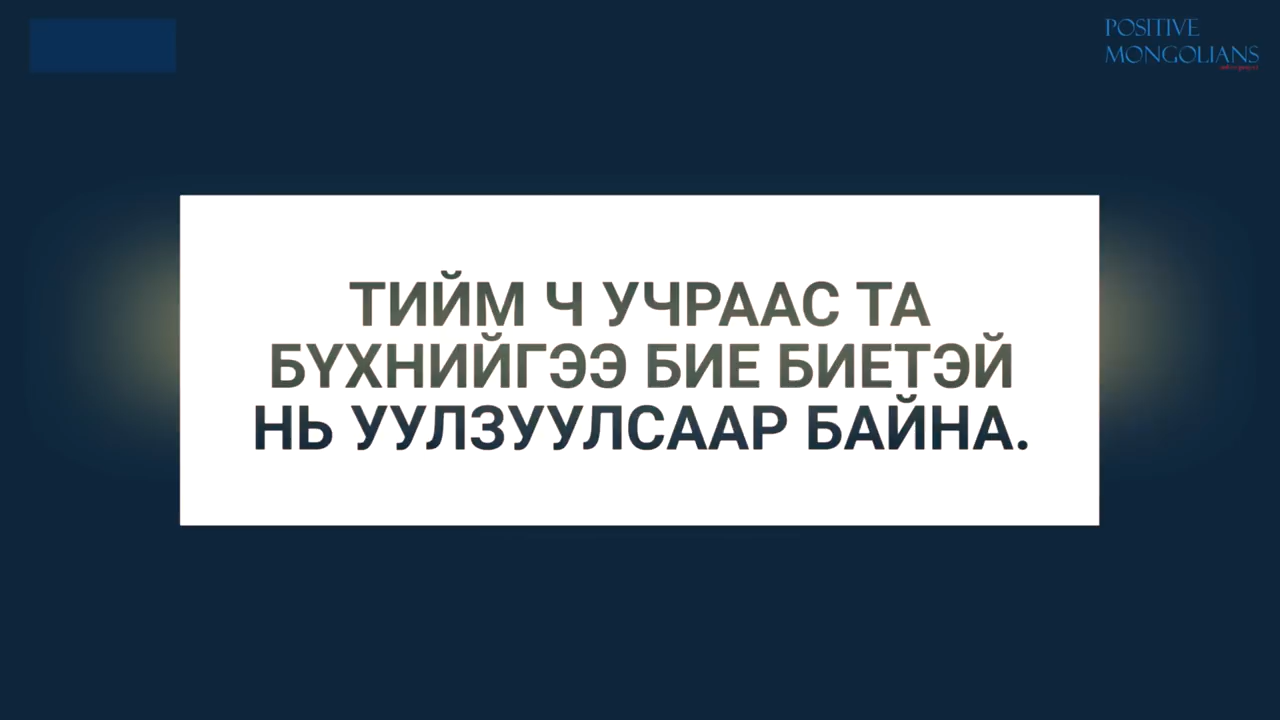 POSITIVE
MONGOLIANS
ТИЙМ Ч УЧРААС ТА
БҮХНИЙГЭЭ БИЕ БИЕТЭЙ
НЬ УУЛЗУУЛСААР БАЙНА.